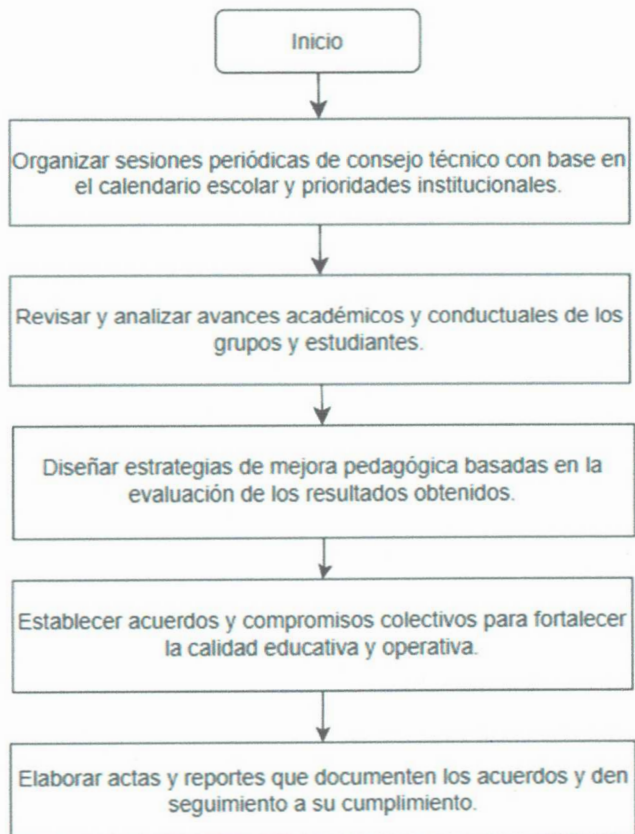 Inicio
Organizar sesiones periódicas de consejo técnico con base en
el calendario escolar y prioridades institucionales.
Revisar y analizar avances académicos y conductuales de los
grupos y estudiantes.
Diseñar estrategias de mejora pedagógica basadas en la
evaluación de los resultados obtenidos.
Establecer acuerdos y compromisos colectivos para fortalecer
la calidad educativa y operativa.
Elaborar actas y reportes que documenten los acuerdos y den
seguimiento a su cumplimiento.